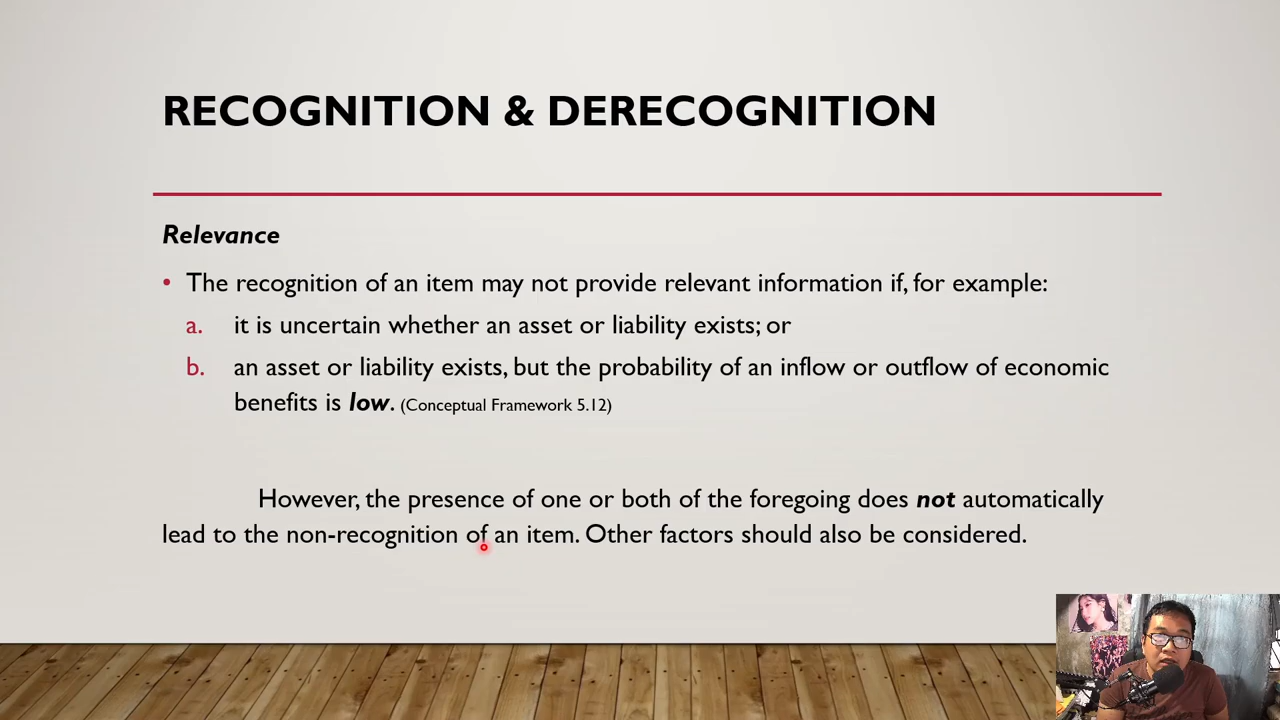 RECOGNITION & DERECOGNITION
Relevance
• The recognition of an item may not provide relevant information if, for example:
a. it is uncertain whether an asset or liability exists; or
b. an asset or liability exists, but the probability of an inflow or outflow of economic
benefits is low. (Conceptual Framework 5.12)
However, the presence of one or both of the foregoing does not automatically
lead to the non-recognition of an item. Other factors should also be considered.